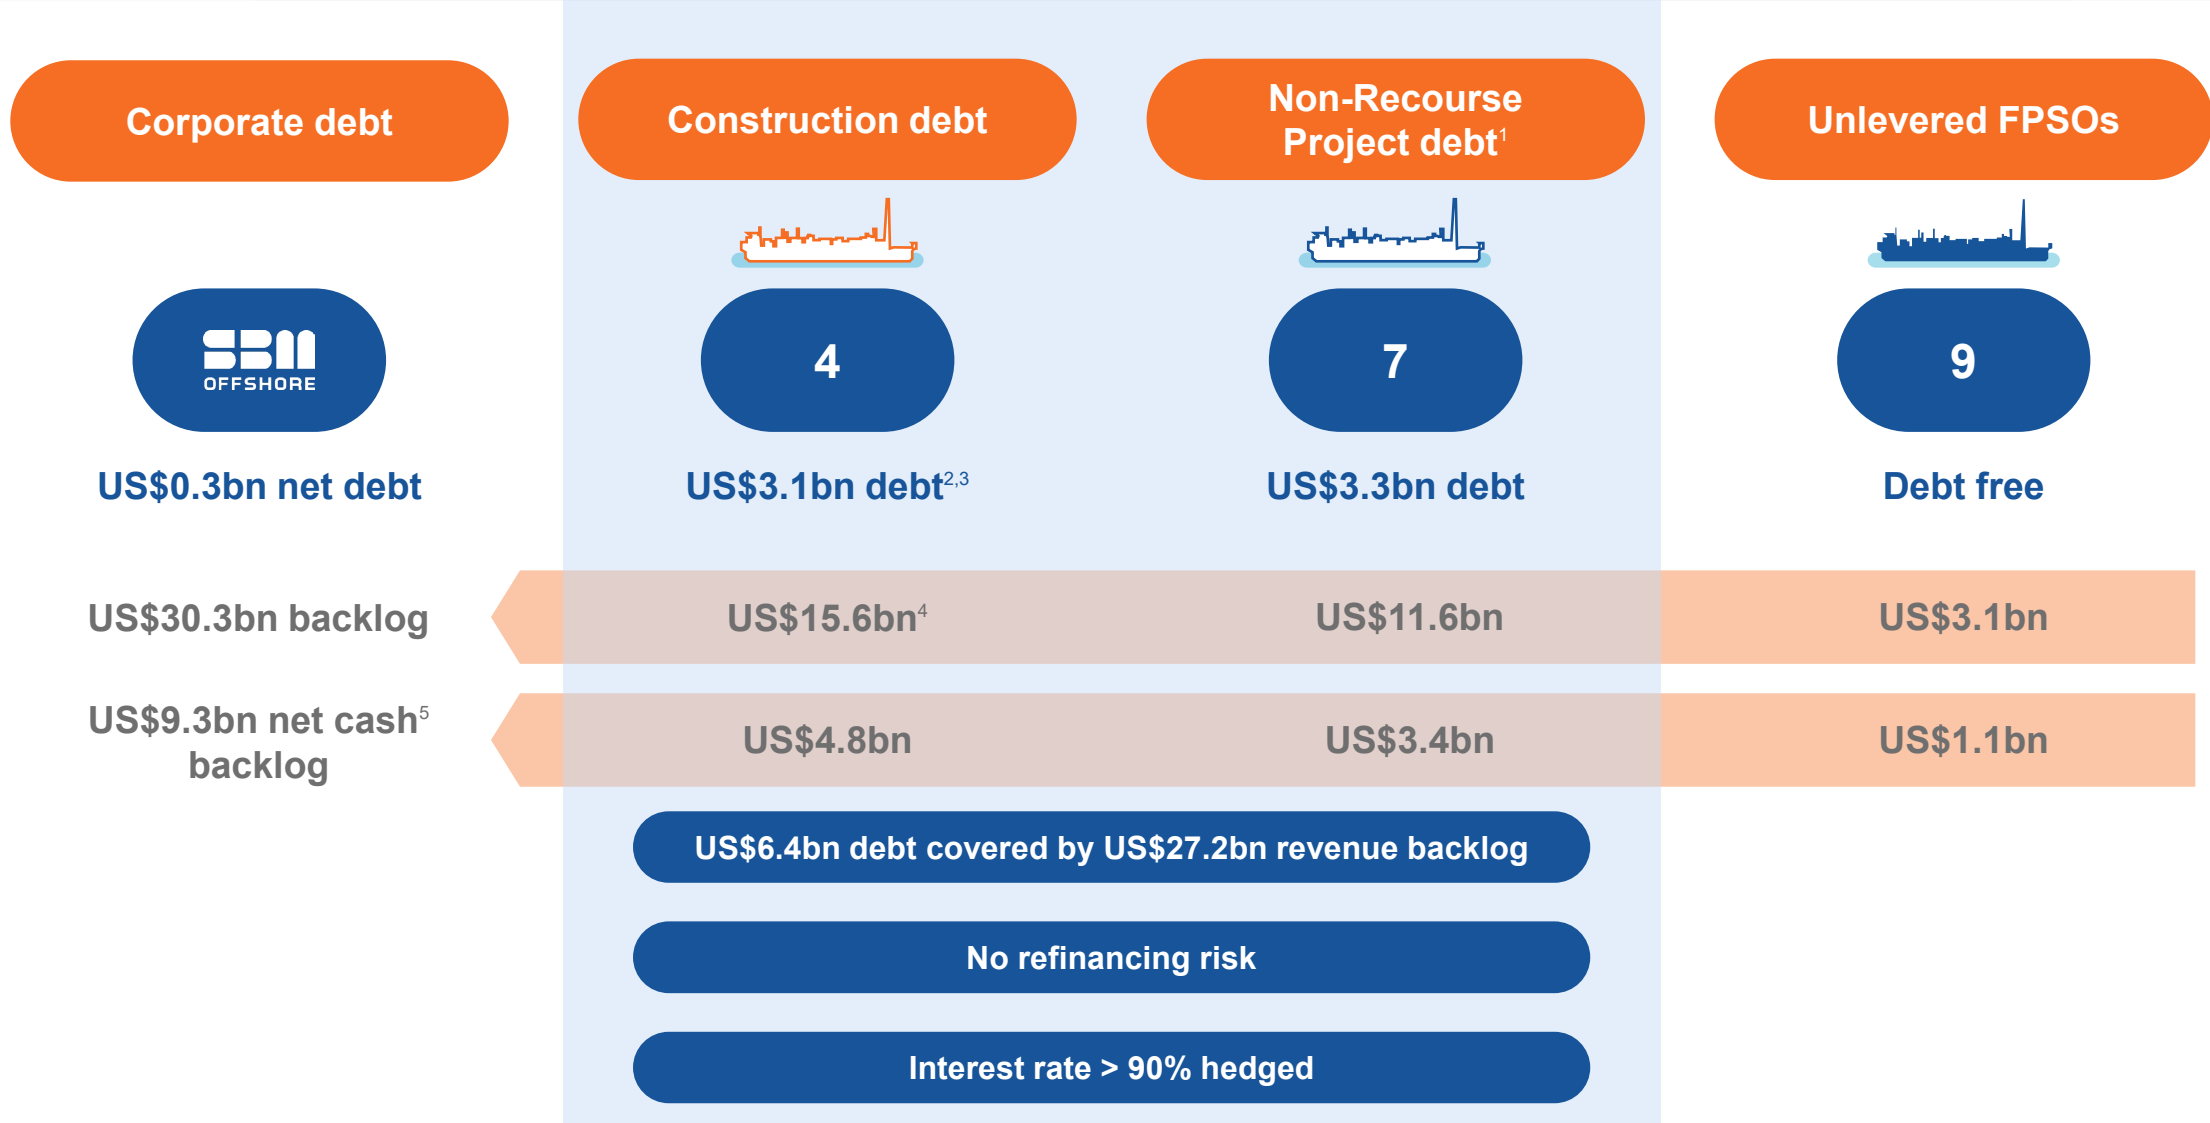 Corporate debt
Construction debt
Non-Recourse
Project debt1
Unlevered FPSOs
SBM
OFFSHORE
4
7
9
US$0.3bn net debt
US$3.1bn debt2,3
US$3.3bn debt
Debt free
US$30.3bn backlog
US$15.6bn4
US$11.6bn
US$3.1bn
US$9.3bn net cash5
backlog
US$4.8bn
US$3.4bn
US$1.1bn
US$6.4bn debt covered by US$27.2bn revenue backlog
No refinancing risk
Interest rate > 90% hedged